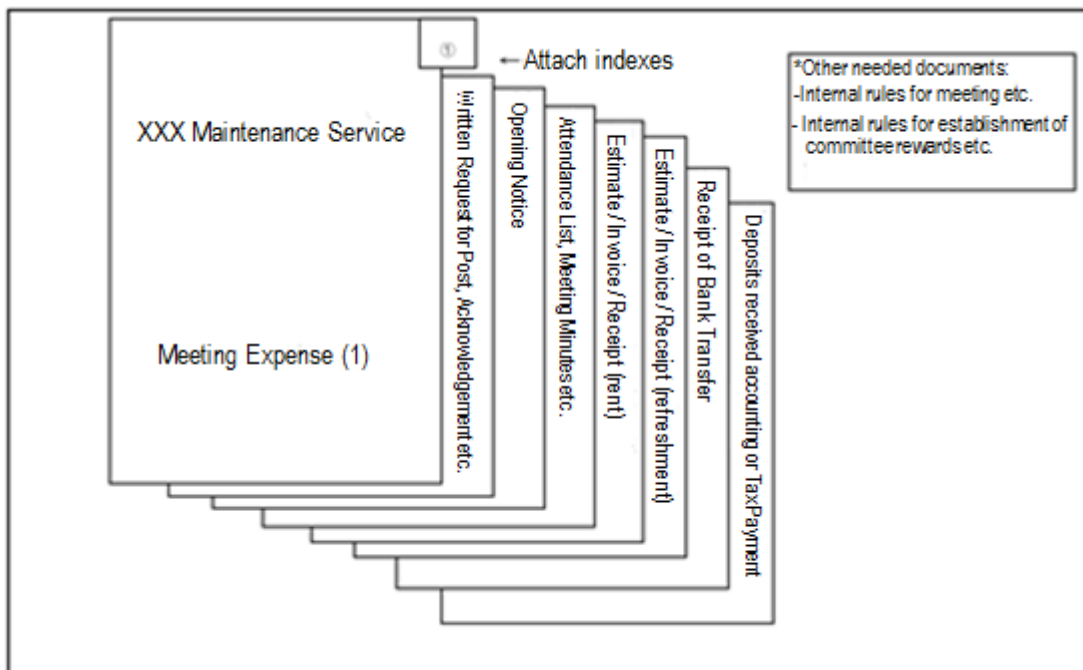 ①
←Attach indexes
XXX Maintenance Service
Meeting Expense (1)
Written Request for Post, Acknowledgement etc.
Opening Notice
Attendance List, Meeting Minutes etc.
Estimate / Invoice / Receipt (rent)
Estimate / Invoice / Receipt (refreshment)
Receipt of Bank Transfer
Deposits received accounting or Tax Payment
*Other needed documents:
-Internal rules for meeting etc.
- Internal rules for establishment of
committee rewards etc.